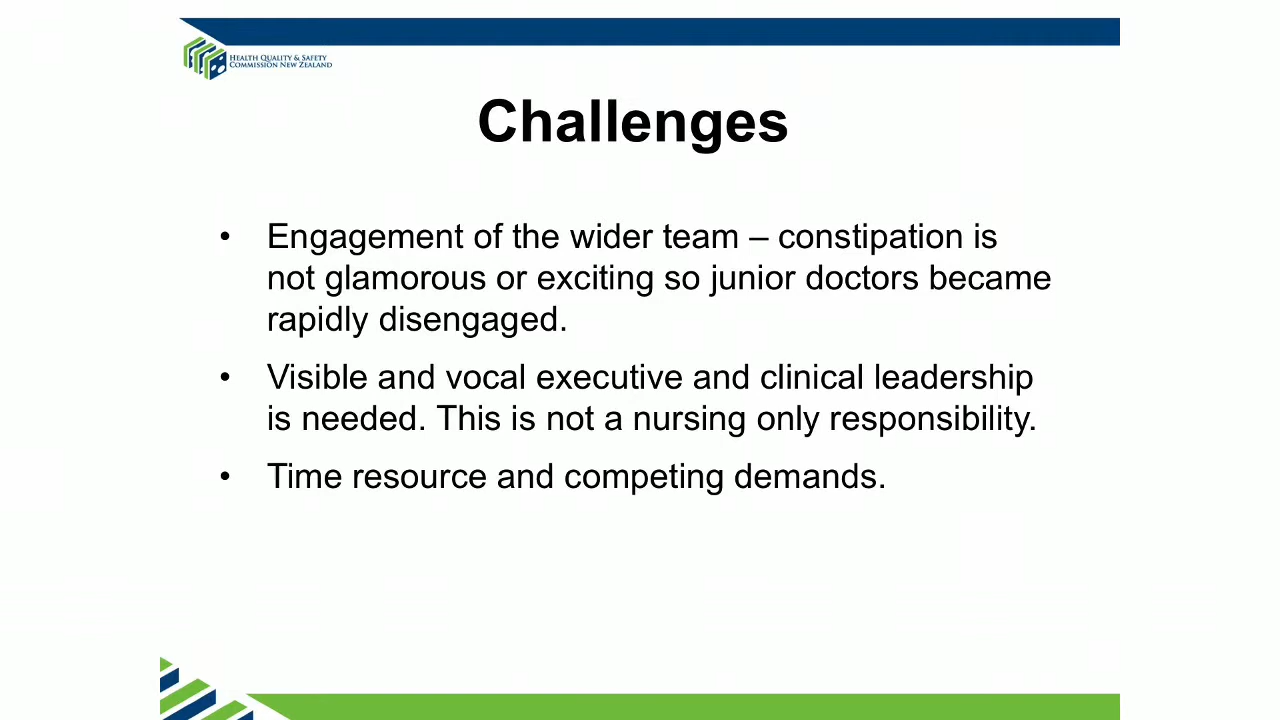 HEALTH QUALITY & SAFETY
COMMISSION NEW ZEALAND
Challenges
• Engagement of the wider team – constipation is
not glamorous or exciting so junior doctors became
rapidly disengaged.
• Visible and vocal executive and clinical leadership
is needed. This is not a nursing only responsibility.
• Time resource and competing demands.